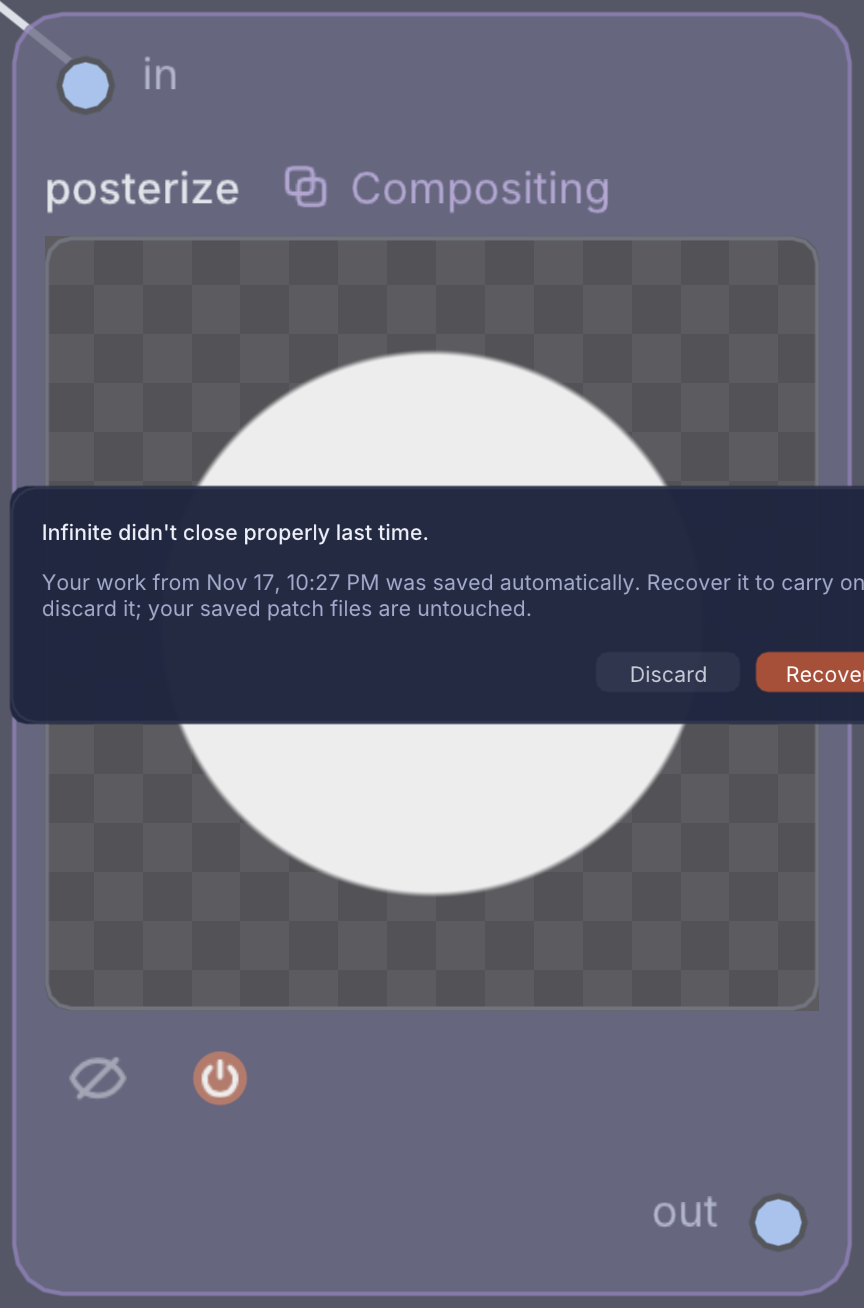 in
posterize Compositing
Infinite didn't close properly last time.
Your work from Nov 17, 10:27 PM was saved automatically. Recover it to carry on
discard it; your saved patch files are untouched.
Discard Recover
out